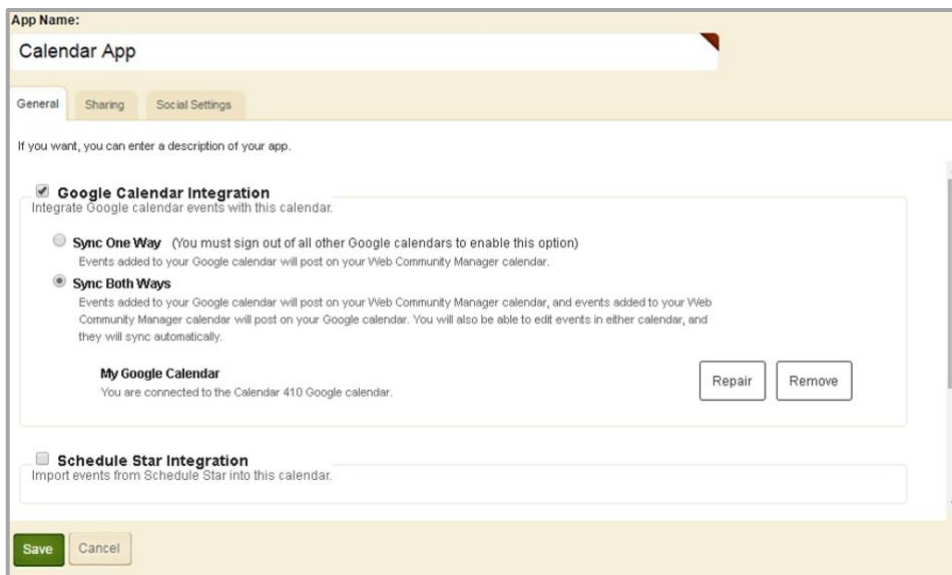 App Name:
Calendar App
General Sharing Social Settings
If you want, you can enter a description of your app.
Google Calendar Integration
Integrate Google calendar events with this calendar.
Sync One Way (You must sign out of all other Google calendars to enable this option)
Events added to your Google calendar will post on your Web Community Manager calendar.
Sync Both Ways
Events added to your Google calendar will post on your Web Community Manager calendar, and events added to your Web
Community Manager calendar will post on your Google calendar. You will also be able to edit events in either calendar, and
they will sync automatically.
My Google Calendar
You are connected to the Calendar 410 Google calendar.
Repair Remove
Schedule Star Integration
Import events from Schedule Star into this calendar.
Save Cancel